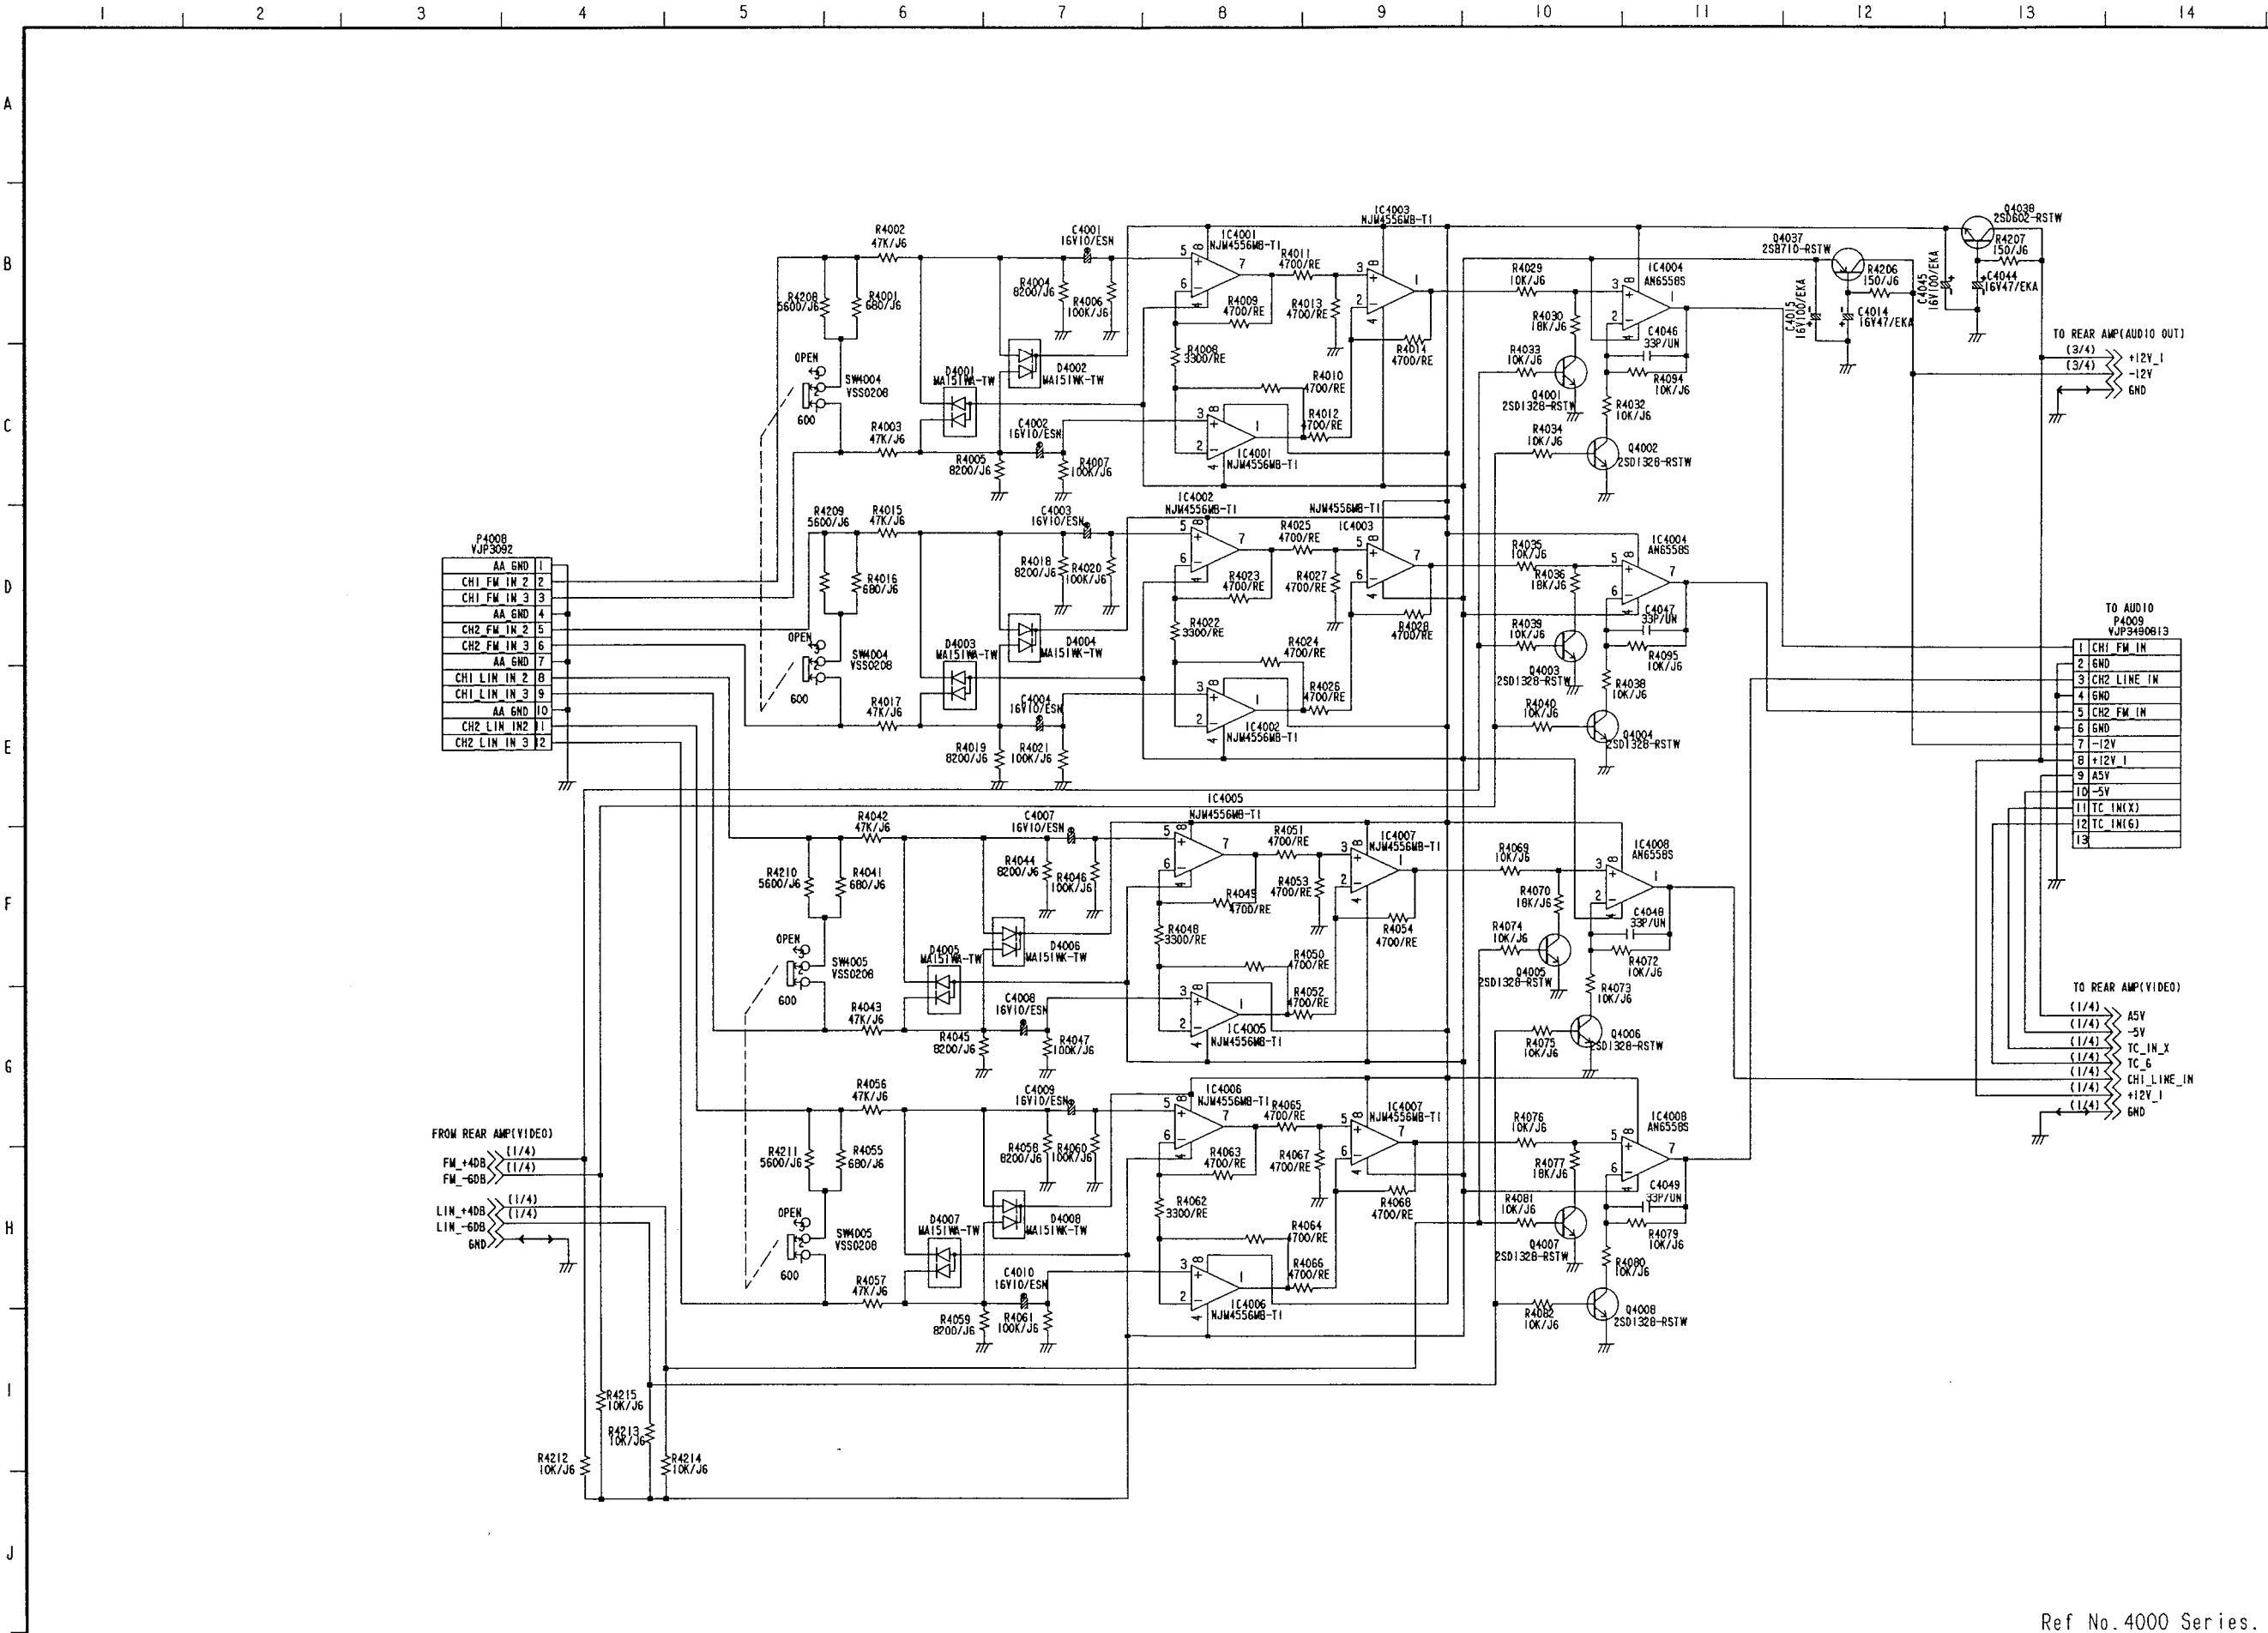 1 2 3 4 5 6 7 8 9 10 11 12 13 14
A
B
C
D
E
F
G
H
I
J
R4002
47K/J6
C4001
16V10/ESN
IC4001
NJM4556MB-T1
IC4003
NJM4556MB-T1
R4011
4700/RE
R4208
5600/J6
R4001
680/J6
R4004
8200/J6
R4006
100K/J6
R4009
4700/RE
R4013
4700/RE
R4029
10K/J6
IC4004
AN6558S
Q4037
2SB710-RSTW
Q4038
2SD602-RSTW
R4207
150/J6
R4206
150/J6
C4045
16V100/EKA
C4044
16V47/EKA
C4015
16V100/EKA
C4014
16V47/EKA
R4030
18K/J6
C4046
33P/UN
R4008
3300/RE
R4014
4700/RE
R4033
10K/J6
R4094
10K/J6
TO REAR AMP(AUDIO OUT)
(3/4) +12V_1
(3/4) -12V
GND
OPEN
SW4004
VSS0208
600
D4001
MA151WA-TW
D4002
MA151WK-TW
R4010
4700/RE
Q4001
2SD1328-RSTW
R4032
10K/J6
R4003
47K/J6
C4002
16V10/ESN
R4012
4700/RE
R4034
10K/J6
Q4002
2SD1328-RSTW
R4005
8200/J6
R4007
100K/J6
IC4001
NJM4556MB-T1
P4008
VJP3092
AA GND 1
CH1 FM IN 2 2
CH1 FM IN 3 3
AA GND 4
CH2 FM IN 2 5
CH2 FM IN 3 6
AA GND 7
CH1 LIN IN 2 8
CH1 LIN IN 3 9
AA GND 10
CH2 LIN IN2 11
CH2 LIN IN 3 12
R4209
5600/J6
R4015
47K/J6
C4003
16V10/ESN
IC4002
NJM4556MB-T1
NJM4556MB-T1
IC4003
R4025
4700/RE
R4016
680/J6
R4018
8200/J6
R4020
100K/J6
R4023
4700/RE
R4027
4700/RE
R4035
10K/J6
IC4004
AN6558S
R4036
18K/J6
C4047
33P/UN
R4022
3300/RE
R4028
4700/RE
R4039
10K/J6
R4095
10K/J6
OPEN
SW4004
VSS0208
600
D4003
MA151WA-TW
D4004
MA151WK-TW
R4024
4700/RE
Q4003
2SD1328-RSTW
R4038
10K/J6
R4017
47K/J6
C4004
16V10/ESN
R4026
4700/RE
R4040
10K/J6
Q4004
2SD1328-RSTW
R4019
8200/J6
R4021
100K/J6
IC4002
NJM4556MB-T1
TO AUDIO
P4009
VJP3490B13
1 CH1 FM IN
2 GND
3 CH2 LINE IN
4 GND
5 CH2 FM IN
6 GND
7 -12V
8 +12V_1
9 A5V
10 -5V
11 TC IN(X)
12 TC IN(G)
13
IC4005
NJM4556MB-T1
R4042
47K/J6
C4007
16V10/ESN
R4051
4700/RE
IC4007
NJM4556MB-T1
R4210
5600/J6
R4041
680/J6
R4044
8200/J6
R4046
100K/J6
R4049
4700/RE
R4053
4700/RE
R4069
10K/J6
IC4008
AN6558S
R4070
18K/J6
C4048
33P/UN
R4048
3300/RE
R4054
4700/RE
R4074
10K/J6
R4072
10K/J6
OPEN
SW4005
VSS0208
600
D4005
MA151WA-TW
D4006
MA151WK-TW
R4050
4700/RE
Q4005
2SD1328-RSTW
R4073
10K/J6
R4043
47K/J6
C4008
16V10/ESN
R4052
4700/RE
R4075
10K/J6
Q4006
2SD1328-RSTW
R4045
8200/J6
R4047
100K/J6
IC4005
NJM4556MB-T1
TO REAR AMP(VIDEO)
(1/4) A5V
(1/4) -5V
(1/4) TC_IN_X
(1/4) TC_G
(1/4) CH1_LINE_IN
(1/4) +12V_1
(1/4) GND
R4056
47K/J6
C4009
16V10/ESN
IC4006
NJM4556MB-T1
R4065
4700/RE
IC4007
NJM4556MB-T1
R4211
5600/J6
R4055
680/J6
R4058
8200/J6
R4060
100K/J6
R4063
4700/RE
R4067
4700/RE
R4076
10K/J6
IC4008
AN6558S
R4077
18K/J6
C4049
33P/UN
FROM REAR AMP(VIDEO)
FM_+4DB (1/4)
FM_-6DB (1/4)
LIN_+4DB (1/4)
LIN_-6DB (1/4)
GND
R4062
3300/RE
R4068
4700/RE
R4081
10K/J6
R4079
10K/J6
OPEN
SW4005
VSS0208
600
D4007
MA151WA-TW
D4008
MA151WK-TW
R4064
4700/RE
Q4007
2SD1328-RSTW
R4080
10K/J6
R4057
47K/J6
C4010
16V10/ESN
R4066
4700/RE
R4082
10K/J6
Q4008
2SD1328-RSTW
R4059
8200/J6
R4061
100K/J6
IC4006
NJM4556MB-T1
R4215
10K/J6
R4213
10K/J6
R4212
10K/J6
R4214
10K/J6
Ref No.4000 Series.